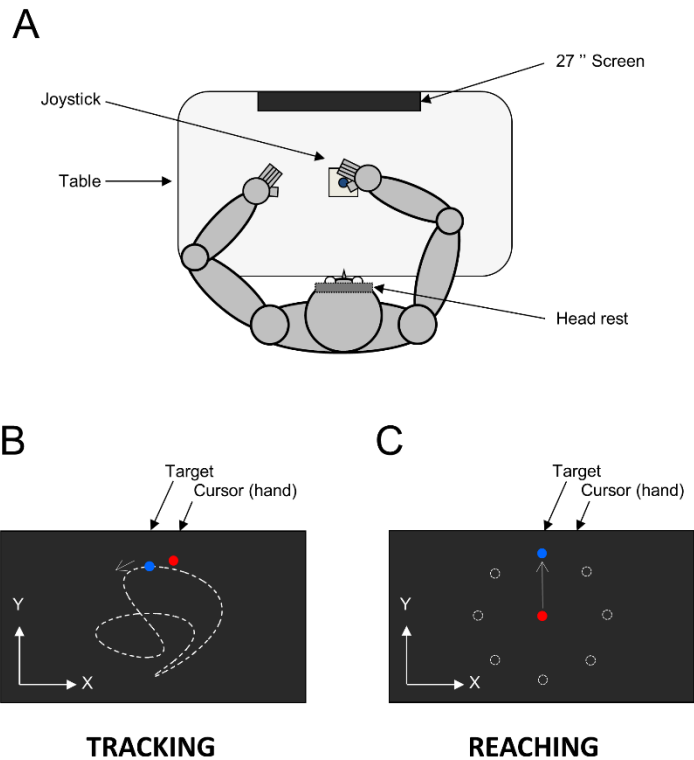 A
27 ” Screen
Joystick
Table
Head rest
B
C
Target
Cursor (hand)
Target
Cursor (hand)
Y
X
Y
X
TRACKING
REACHING